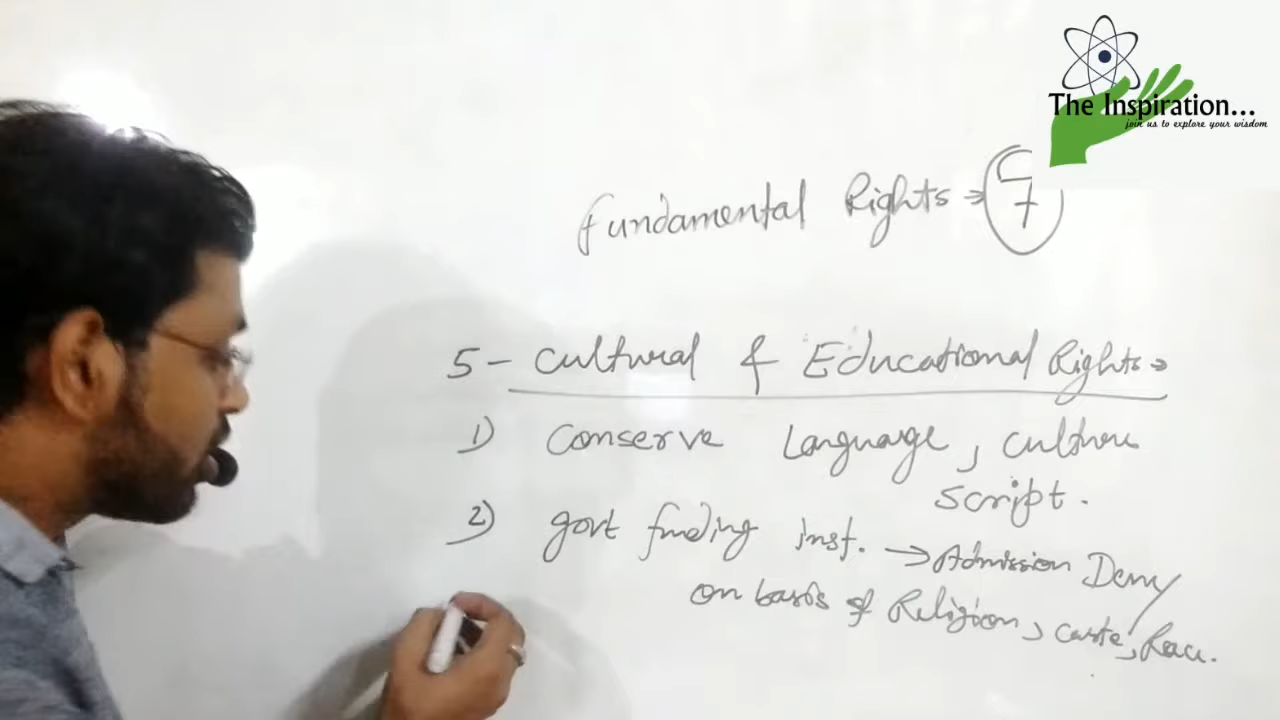 The Inspiration...
join us to explore your wisdom
Fundamental Rights → 7
5 - Cultural & Educational Rights →
1) Conserve Language, culture
script.
2) govt funding inst. → Admission Deny
on basis of Religion, caste, Race.